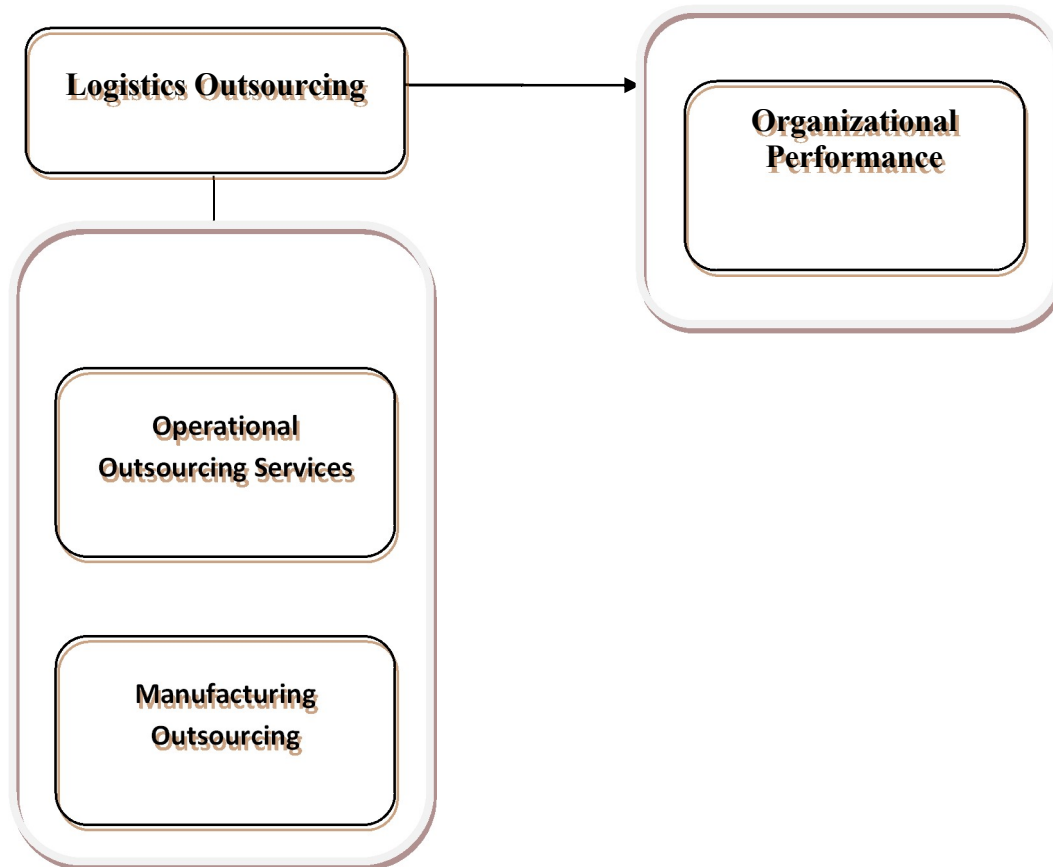 Logistics Outsourcing
Organizational
Performance
Operational
Outsourcing Services
Manufacturing
Outsourcing